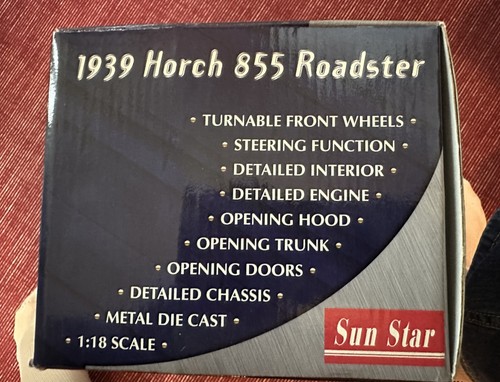 1939 Horch 855 Roadster
• TURNABLE FRONT WHEELS •
• STEERING FUNCTION •
• DETAILED INTERIOR •
• DETAILED ENGINE •
• OPENING HOOD •
• OPENING TRUNK •
• OPENING DOORS •
• DETAILED CHASSIS •
• METAL DIE CAST •
• 1:18 SCALE •
Sun Star